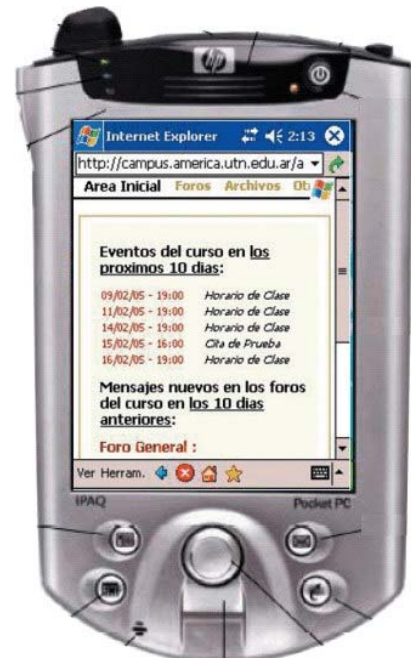 hp
Internet Explorer 2:13
http://campus.america.utn.edu.ar/a
Area Inicial Foros Archivos Ob
Eventos del curso en los
proximos 10 dias:
09/02/05 - 19:00 Horario de Clase
11/02/05 - 19:00 Horario de Clase
14/02/05 - 19:00 Horario de Clase
15/02/05 - 16:00 Cita de Prueba
16/02/05 - 19:00 Horario de Clase
Mensajes nuevos en los foros
del curso en los 10 dias
anteriores:
Foro General :
Ver Herram.
iPAQ Pocket PC